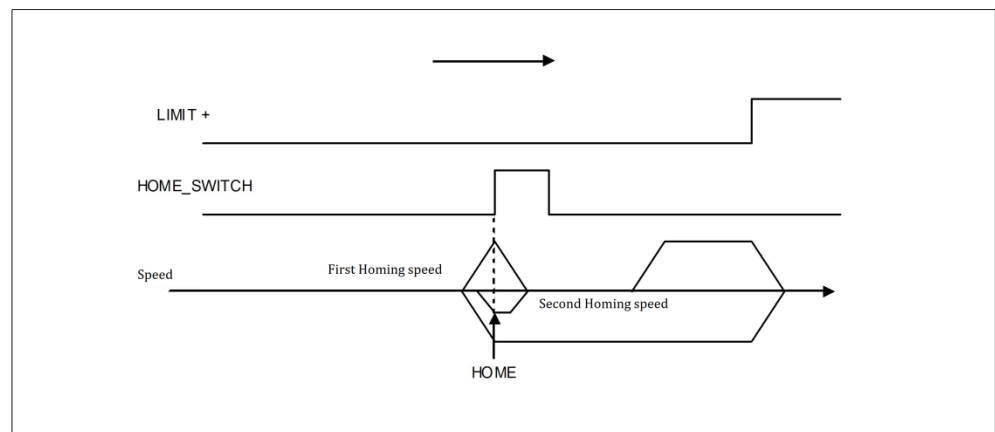 LIMIT +
HOME_SWITCH
First Homing speed
Speed
Second Homing speed
HOME